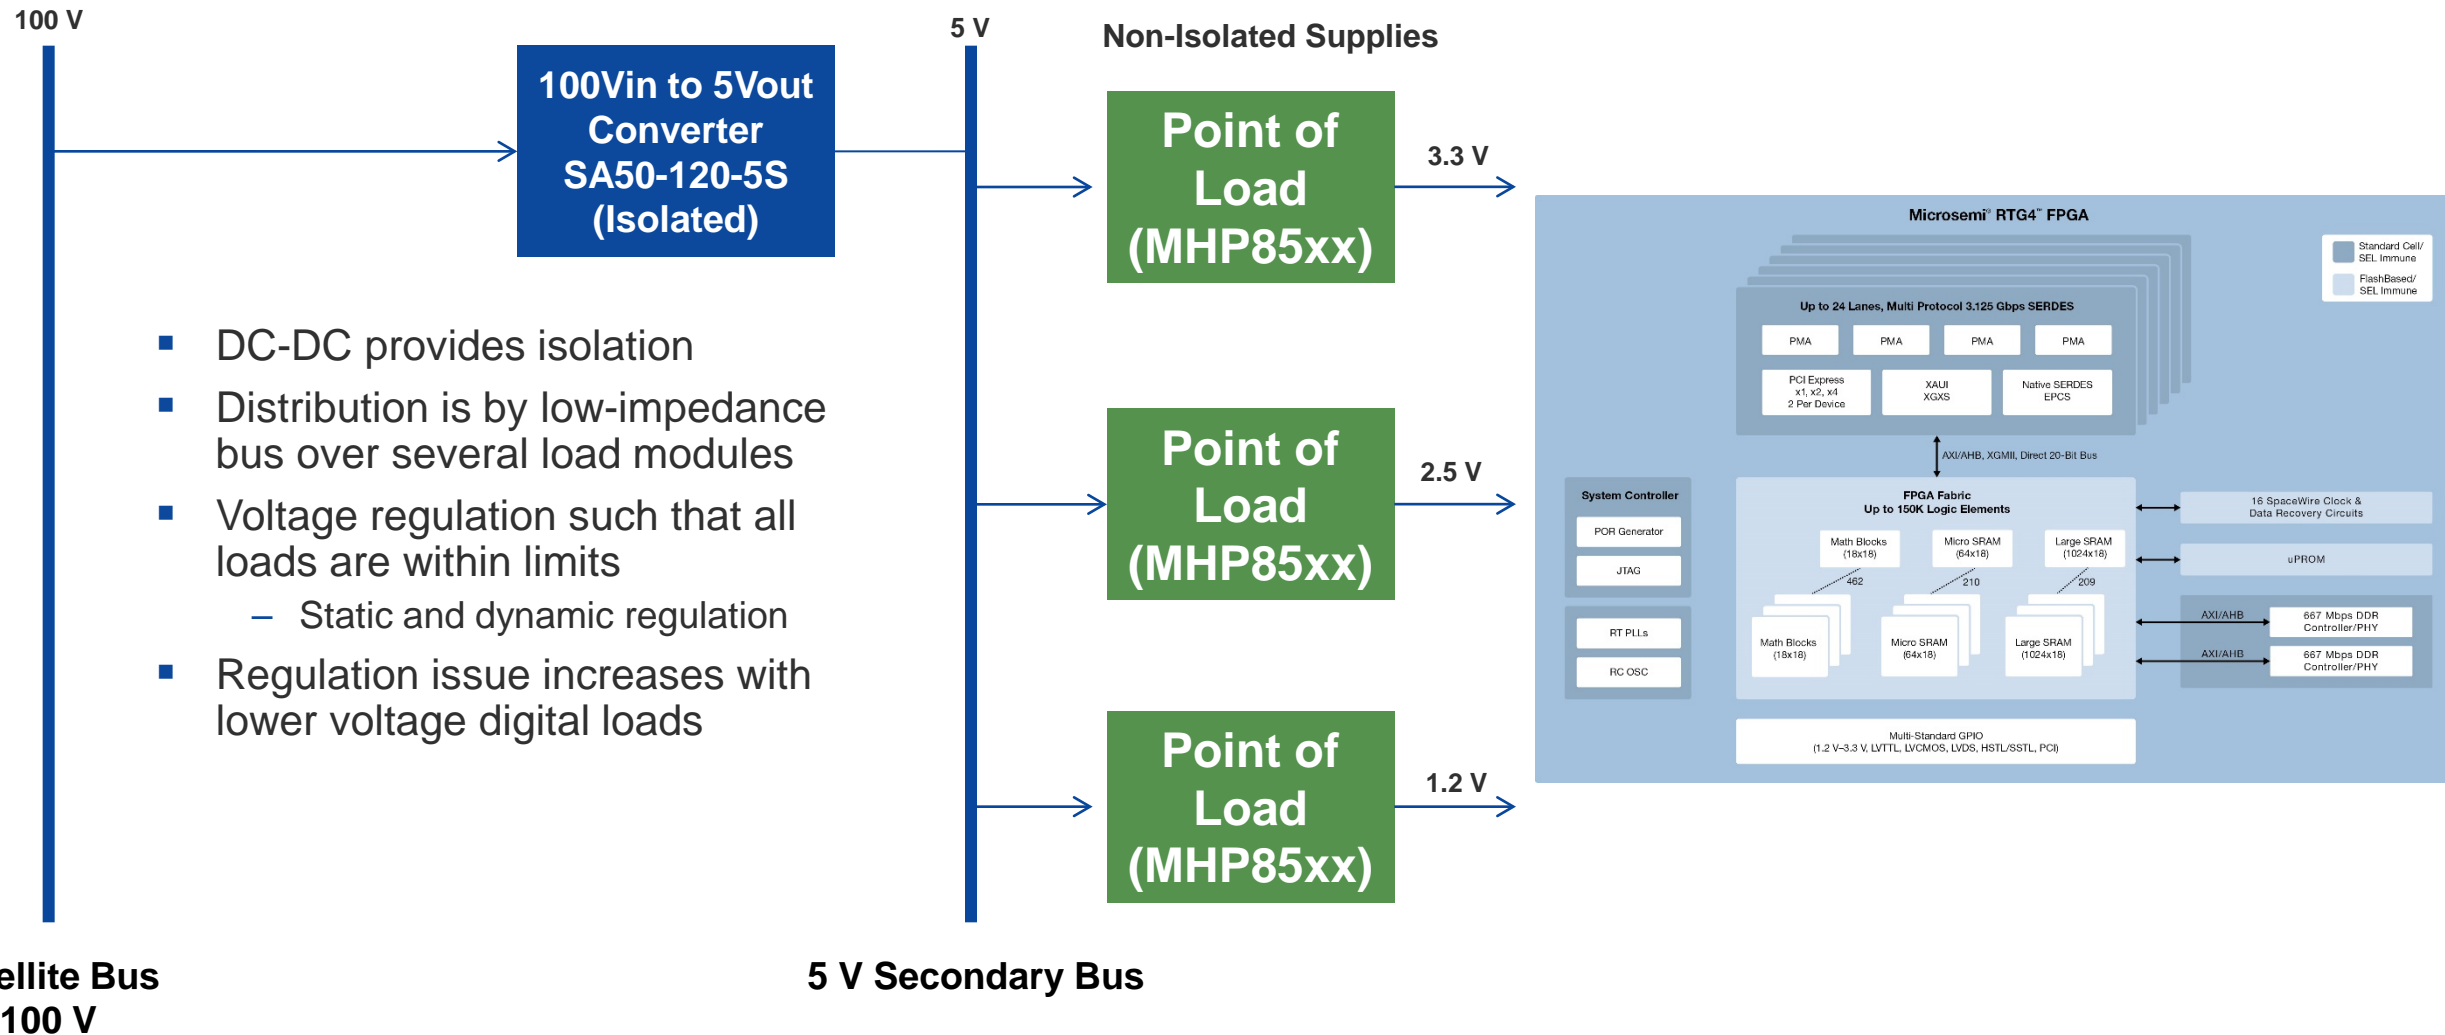 100 V
5 V
Non-Isolated Supplies
100Vin to 5Vout
Converter
SA50-120-5S
(Isolated)
Point of
Load
(MHP85xx)
3.3 V
DC-DC provides isolation
Distribution is by low-impedance
bus over several load modules
Voltage regulation such that all
loads are within limits
– Static and dynamic regulation
Regulation issue increases with
lower voltage digital loads
Point of
Load
(MHP85xx)
2.5 V
Point of
Load
(MHP85xx)
1.2 V
Microsemi® RTG4™ FPGA
Standard Cell/
SEL Immune
FlashBased/
SEL Immune
Up to 24 Lanes, Multi Protocol 3.125 Gbps SERDES
PMA
PMA
PMA
PMA
PCI Express
x1, x2, x4
2 Per Device
XAUI
XGXS
Native SERDES
EPCS
AXI/AHB, XGMII, Direct 20-Bit Bus
System Controller
POR Generator
JTAG
RT PLLs
RC OSC
FPGA Fabric
Up to 150K Logic Elements
Math Blocks
(18x18)
Micro SRAM
(64x18)
Large SRAM
(1024x18)
462
210
209
Math Blocks
(18x18)
Micro SRAM
(64x18)
Large SRAM
(1024x18)
16 SpaceWire Clock &
Data Recovery Circuits
uPROM
AXI/AHB
667 Mbps DDR
Controller/PHY
AXI/AHB
667 Mbps DDR
Controller/PHY
Multi-Standard GPIO
(1.2 V–3.3 V, LVTTL, LVCMOS, LVDS, HSTL/SSTL, PCI)
ellite Bus
100 V
5 V Secondary Bus